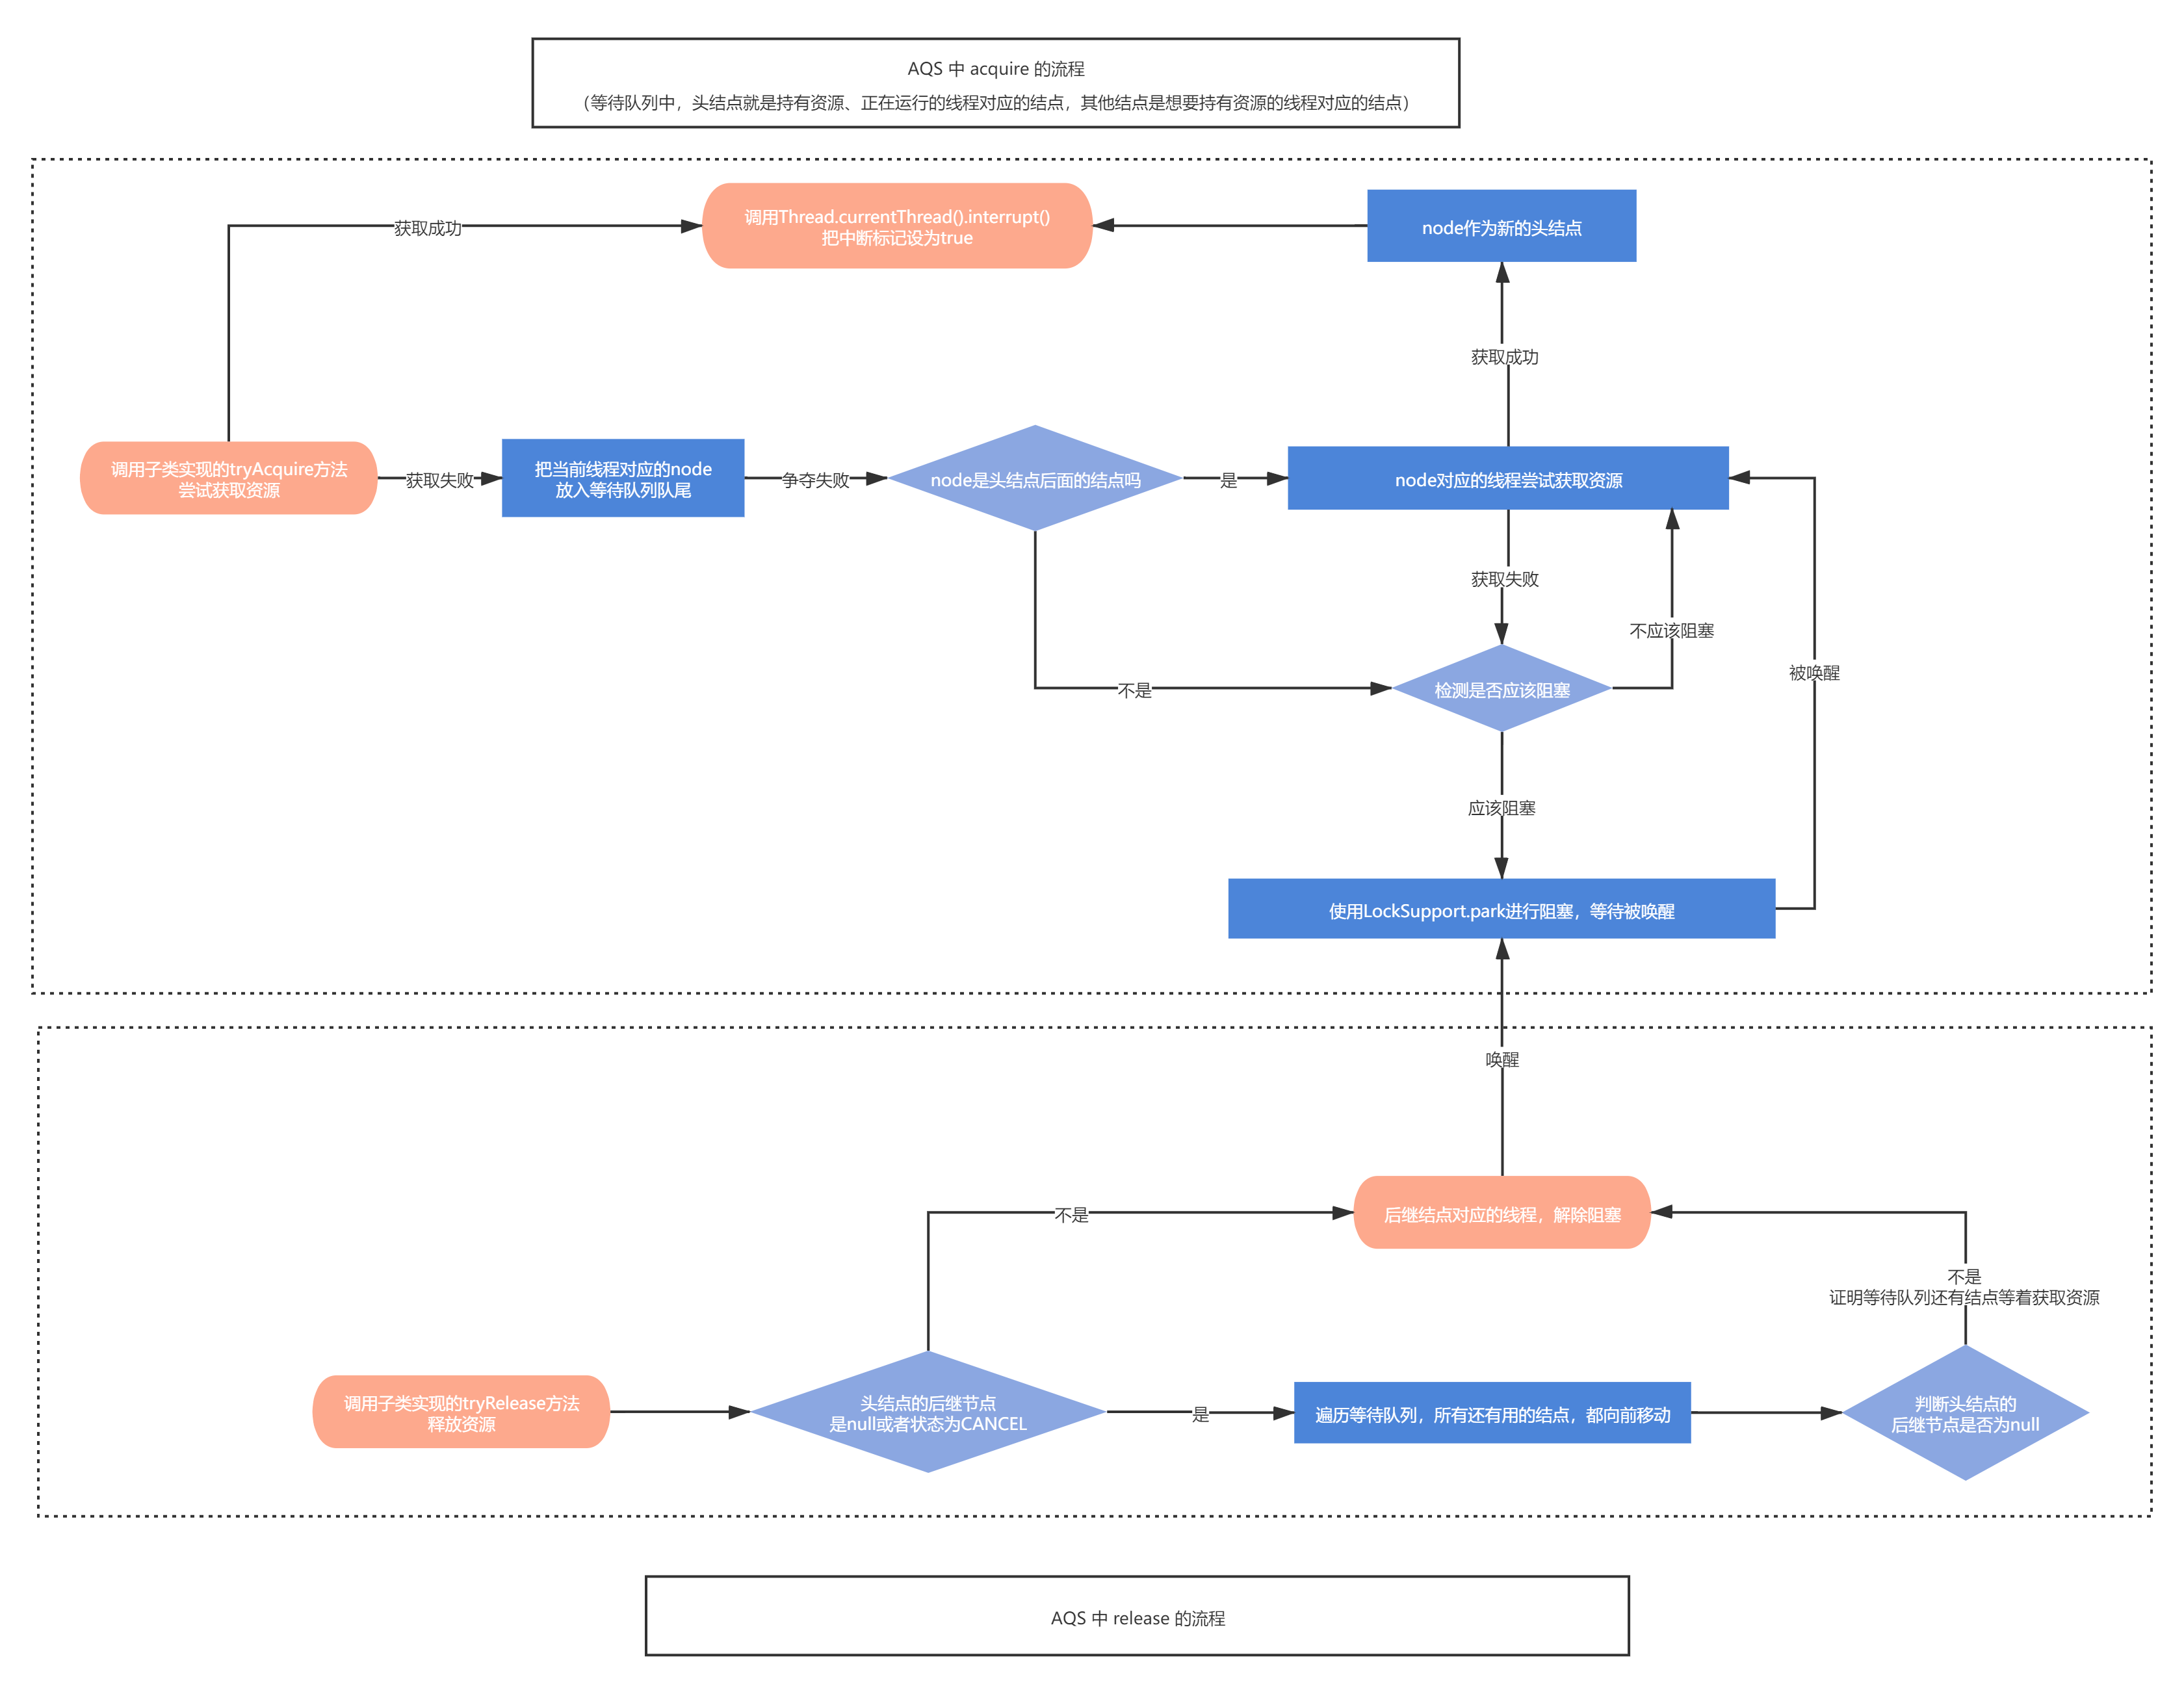 AQS 中 acquire 的流程
（等待队列中，头结点就是持有资源、正在运行的线程对应的结点，其他结点是想要持有资源的线程对应的结点）
获取成功
调用Thread.currentThread().interrupt()
把中断标记设为true
node作为新的头结点
获取成功
调用子类实现的tryAcquire方法
尝试获取资源
获取失败
把当前线程对应的node
放入等待队列队尾
争夺失败
node是头结点后面的结点吗
是
node对应的线程尝试获取资源
获取失败
不应该阻塞
被唤醒
不是
检测是否应该阻塞
应该阻塞
使用LockSupport.park进行阻塞，等待被唤醒
唤醒
不是
后继结点对应的线程，解除阻塞
不是
证明等待队列还有结点等着获取资源
调用子类实现的tryRelease方法
释放资源
头结点的后继节点
是null或者状态为CANCEL
是
遍历等待队列，所有还有用的结点，都向前移动
判断头结点的
后继节点是否为null
AQS 中 release 的流程